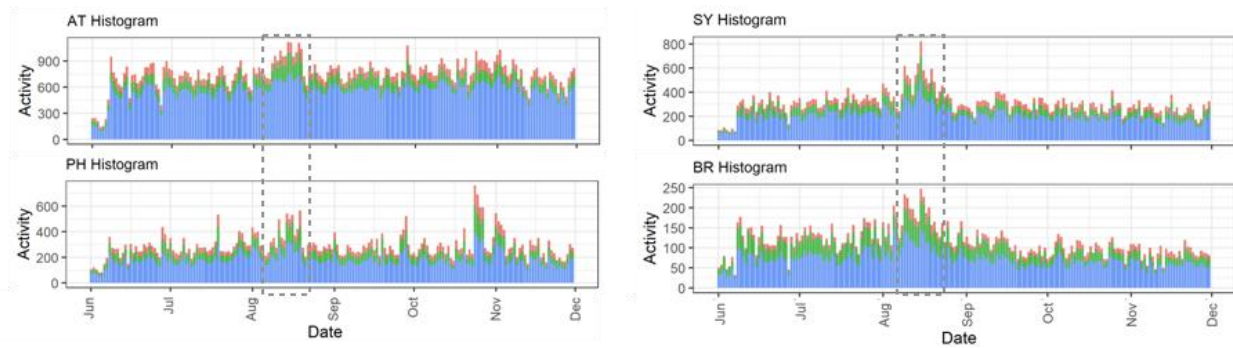 AT Histogram
Activity
900
600
300
0
PH Histogram
Activity
600
400
200
0
Jun
Jul
Aug
Sep
Oct
Nov
Dec
Date
SY Histogram
Activity
800
600
400
200
0
BR Histogram
Activity
250
200
150
100
50
0
Jun
Jul
Aug
Sep
Oct
Nov
Dec
Date